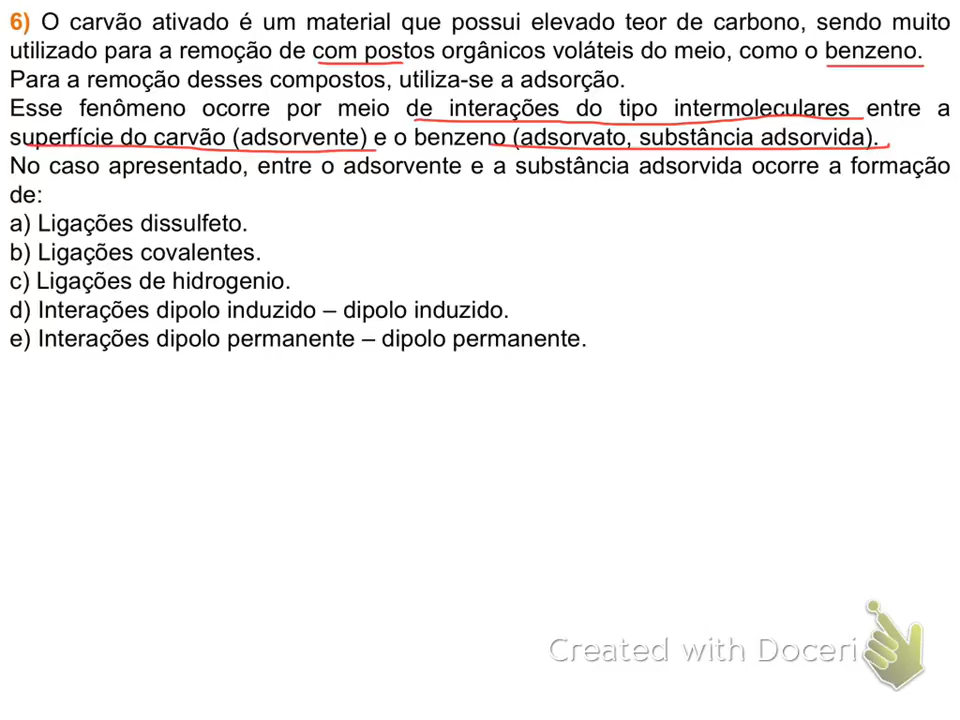 6) O carvão ativado é um material que possui elevado teor de carbono, sendo muito
utilizado para a remoção de com postos orgânicos voláteis do meio, como o benzeno.
Para a remoção desses compostos, utiliza-se a adsorção.
Esse fenômeno ocorre por meio de interações do tipo intermoleculares entre a
superfície do carvão (adsorvente) e o benzeno (adsorvato, substância adsorvida).
No caso apresentado, entre o adsorvente e a substância adsorvida ocorre a formação
de:
a) Ligações dissulfeto.
b) Ligações covalentes.
c) Ligações de hidrogenio.
d) Interações dipolo induzido – dipolo induzido.
e) Interações dipolo permanente – dipolo permanente.
Created with Doceri